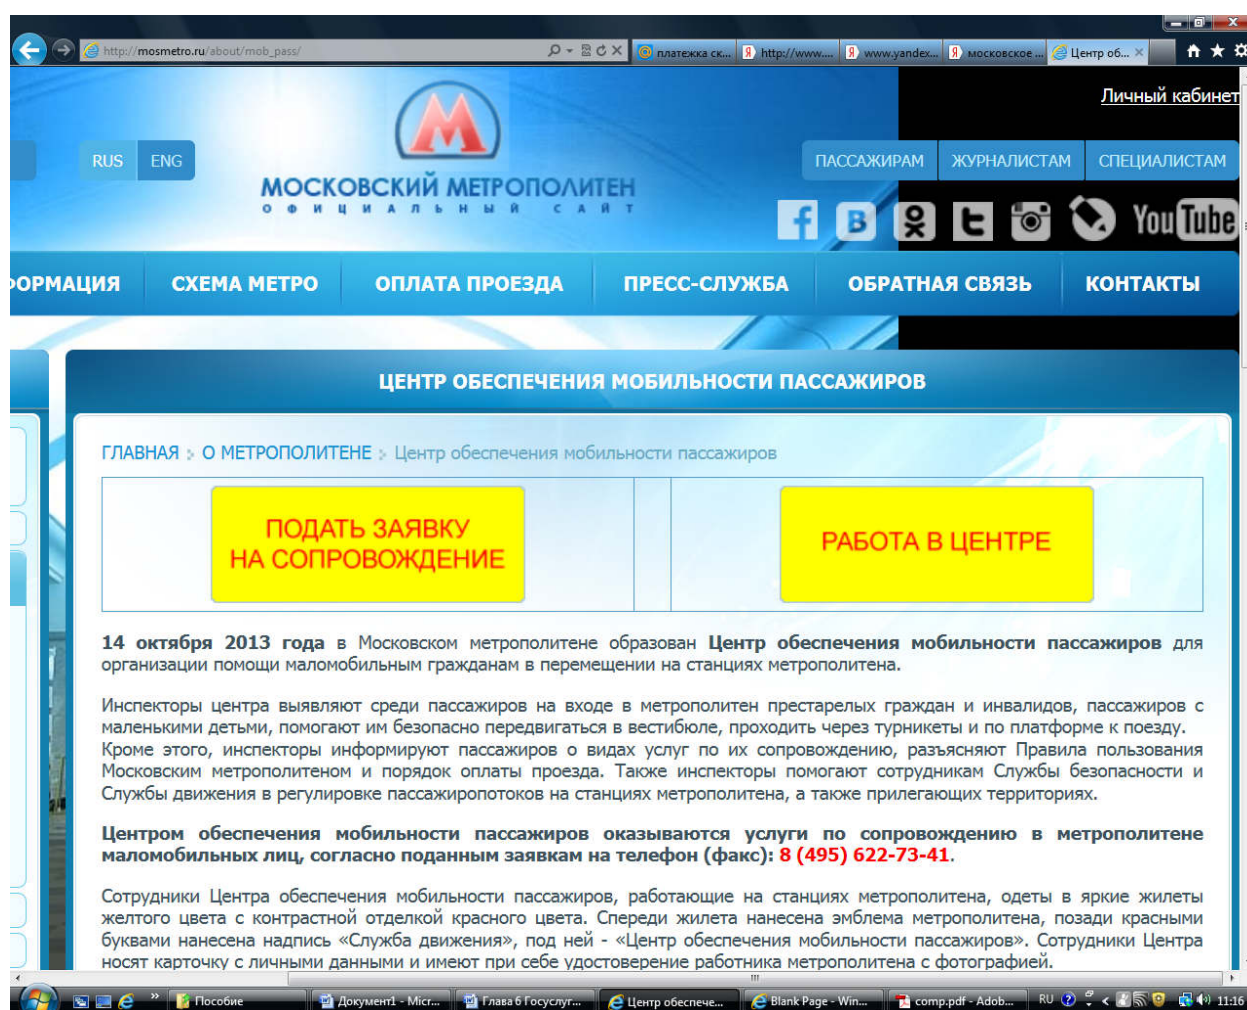 http://mosmetro.ru/about/mob_pass/
платежка ск...
http://www....
www.yandex...
московское ...
Центр об...
Личный кабинет
RUS ENG
ПАССАЖИРАМ ЖУРНАЛИСТАМ СПЕЦИАЛИСТАМ
МОСКОВСКИЙ МЕТРОПОЛИТЕН
ОФИЦИАЛЬНЫЙ САЙТ
You Tube
ОРМАЦИЯ СХЕМА МЕТРО ОПЛАТА ПРОЕЗДА ПРЕСС-СЛУЖБА ОБРАТНАЯ СВЯЗЬ КОНТАКТЫ
ЦЕНТР ОБЕСПЕЧЕНИЯ МОБИЛЬНОСТИ ПАССАЖИРОВ
ГЛАВНАЯ О МЕТРОПОЛИТЕНЕ Центр обеспечения мобильности пассажиров
ПОДАТЬ ЗАЯВКУ
НА СОПРОВОЖДЕНИЕ
РАБОТА В ЦЕНТРЕ
14 октября 2013 года в Московском метрополитене образован Центр обеспечения мобильности пассажиров для
организации помощи маломобильным гражданам в перемещении на станциях метрополитена.
Инспекторы центра выявляют среди пассажиров на входе в метрополитен престарелых граждан и инвалидов, пассажиров с
маленькими детьми, помогают им безопасно передвигаться в вестибюле, проходить через турникеты и по платформе к поезду.
Кроме этого, инспекторы информируют пассажиров о видах услуг по их сопровождению, разъясняют Правила пользования
Московским метрополитеном и порядок оплаты проезда. Также инспекторы помогают сотрудникам Службы безопасности и
Службы движения в регулировке пассажиропотоков на станциях метрополитена, а также прилегающих территориях.
Центром обеспечения мобильности пассажиров оказываются услуги по сопровождению в метрополитене
маломобильных лиц, согласно поданным заявкам на телефон (факс): 8 (495) 622-73-41.
Сотрудники Центра обеспечения мобильности пассажиров, работающие на станциях метрополитена, одеты в яркие жилеты
желтого цвета с контрастной отделкой красного цвета. Спереди жилета нанесена эмблема метрополитена, позади красными
буквами нанесена надпись «Служба движения», под ней - «Центр обеспечения мобильности пассажиров». Сотрудники Центра
носят карточку с личными данными и имеют при себе удостоверение работника метрополитена с фотографией.
Пособие
Документ1 - Micr...
Глава 6 Госуслуг...
Центр обеспече...
Blank Page - Win...
comp.pdf - Adob...
RU
11:16